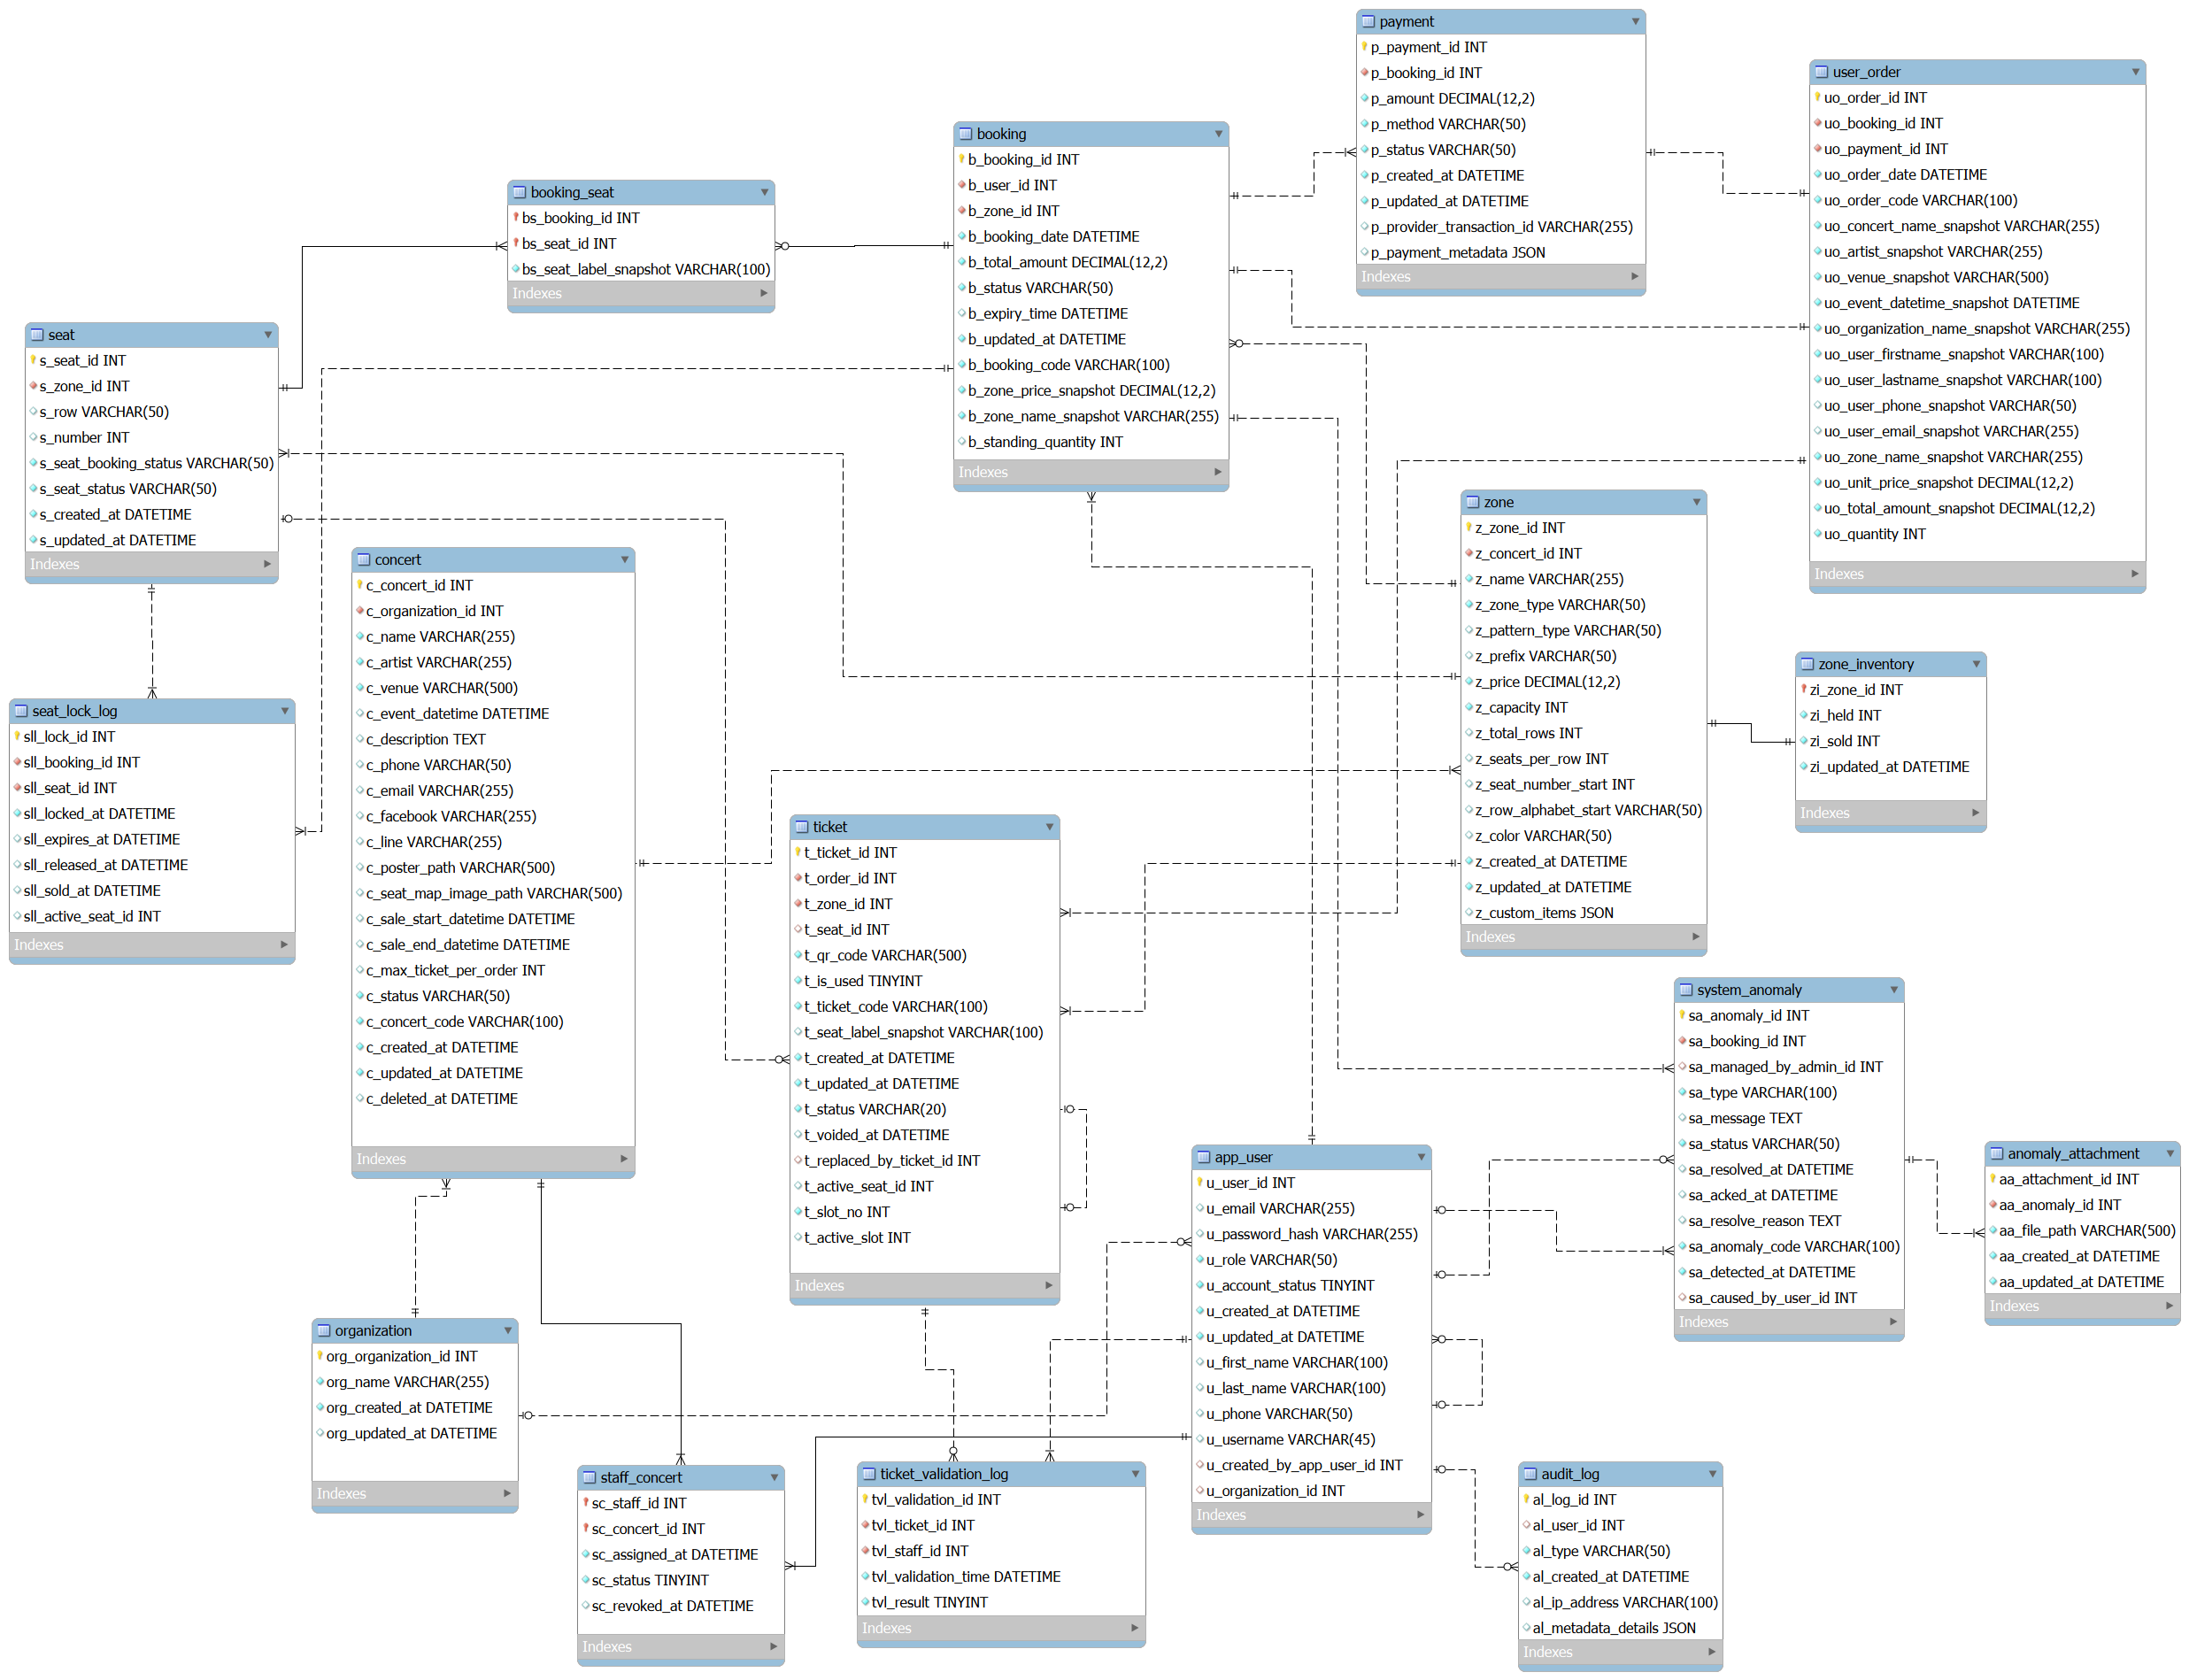 payment
p_payment_id INT
p_booking_id INT
p_amount DECIMAL(12,2)
p_method VARCHAR(50)
p_status VARCHAR(50)
p_created_at DATETIME
p_updated_at DATETIME
p_provider_transaction_id VARCHAR(255)
p_payment_metadata JSON
Indexes
user_order
uo_order_id INT
uo_booking_id INT
uo_payment_id INT
uo_order_date DATETIME
uo_order_code VARCHAR(100)
uo_concert_name_snapshot VARCHAR(255)
uo_artist_snapshot VARCHAR(255)
uo_venue_snapshot VARCHAR(500)
uo_event_datetime_snapshot DATETIME
uo_organization_name_snapshot VARCHAR(255)
uo_user_firstname_snapshot VARCHAR(100)
uo_user_lastname_snapshot VARCHAR(100)
uo_user_phone_snapshot VARCHAR(50)
uo_user_email_snapshot VARCHAR(255)
uo_zone_name_snapshot VARCHAR(255)
uo_unit_price_snapshot DECIMAL(12,2)
uo_total_amount_snapshot DECIMAL(12,2)
uo_quantity INT
Indexes
booking
b_booking_id INT
b_user_id INT
b_zone_id INT
b_booking_date DATETIME
b_total_amount DECIMAL(12,2)
b_status VARCHAR(50)
b_expiry_time DATETIME
b_updated_at DATETIME
b_booking_code VARCHAR(100)
b_zone_price_snapshot DECIMAL(12,2)
b_zone_name_snapshot VARCHAR(255)
b_standing_quantity INT
Indexes
booking_seat
bs_booking_id INT
bs_seat_id INT
bs_seat_label_snapshot VARCHAR(100)
Indexes
seat
s_seat_id INT
s_zone_id INT
s_row VARCHAR(50)
s_number INT
s_seat_booking_status VARCHAR(50)
s_seat_status VARCHAR(50)
s_created_at DATETIME
s_updated_at DATETIME
Indexes
zone
z_zone_id INT
z_concert_id INT
z_name VARCHAR(255)
z_zone_type VARCHAR(50)
z_pattern_type VARCHAR(50)
z_prefix VARCHAR(50)
z_price DECIMAL(12,2)
z_capacity INT
z_total_rows INT
z_seats_per_row INT
z_seat_number_start INT
z_row_alphabet_start VARCHAR(50)
z_color VARCHAR(50)
z_created_at DATETIME
z_updated_at DATETIME
z_custom_items JSON
Indexes
concert
c_concert_id INT
c_organization_id INT
c_name VARCHAR(255)
c_artist VARCHAR(255)
c_venue VARCHAR(500)
c_event_datetime DATETIME
c_description TEXT
c_phone VARCHAR(50)
c_email VARCHAR(255)
c_facebook VARCHAR(255)
c_line VARCHAR(255)
c_poster_path VARCHAR(500)
c_seat_map_image_path VARCHAR(500)
c_sale_start_datetime DATETIME
c_sale_end_datetime DATETIME
c_max_ticket_per_order INT
c_status VARCHAR(50)
c_concert_code VARCHAR(100)
c_created_at DATETIME
c_updated_at DATETIME
c_deleted_at DATETIME
Indexes
zone_inventory
zi_zone_id INT
zi_held INT
zi_sold INT
zi_updated_at DATETIME
Indexes
seat_lock_log
sll_lock_id INT
sll_booking_id INT
sll_seat_id INT
sll_locked_at DATETIME
sll_expires_at DATETIME
sll_released_at DATETIME
sll_sold_at DATETIME
sll_active_seat_id INT
Indexes
ticket
t_ticket_id INT
t_order_id INT
t_zone_id INT
t_seat_id INT
t_qr_code VARCHAR(500)
t_is_used TINYINT
t_ticket_code VARCHAR(100)
t_seat_label_snapshot VARCHAR(100)
t_created_at DATETIME
t_updated_at DATETIME
t_status VARCHAR(20)
t_voided_at DATETIME
t_replaced_by_ticket_id INT
t_active_seat_id INT
t_slot_no INT
t_active_slot INT
Indexes
system_anomaly
sa_anomaly_id INT
sa_booking_id INT
sa_managed_by_admin_id INT
sa_type VARCHAR(100)
sa_message TEXT
sa_status VARCHAR(50)
sa_resolved_at DATETIME
sa_acked_at DATETIME
sa_resolve_reason TEXT
sa_anomaly_code VARCHAR(100)
sa_detected_at DATETIME
sa_caused_by_user_id INT
Indexes
anomaly_attachment
aa_attachment_id INT
aa_anomaly_id INT
aa_file_path VARCHAR(500)
aa_created_at DATETIME
aa_updated_at DATETIME
Indexes
app_user
u_user_id INT
u_email VARCHAR(255)
u_password_hash VARCHAR(255)
u_role VARCHAR(50)
u_account_status TINYINT
u_created_at DATETIME
u_updated_at DATETIME
u_first_name VARCHAR(100)
u_last_name VARCHAR(100)
u_phone VARCHAR(50)
u_username VARCHAR(45)
u_created_by_app_user_id INT
u_organization_id INT
Indexes
organization
org_organization_id INT
org_name VARCHAR(255)
org_created_at DATETIME
org_updated_at DATETIME
Indexes
staff_concert
sc_staff_id INT
sc_concert_id INT
sc_assigned_at DATETIME
sc_status TINYINT
sc_revoked_at DATETIME
Indexes
ticket_validation_log
tvl_validation_id INT
tvl_ticket_id INT
tvl_staff_id INT
tvl_validation_time DATETIME
tvl_result TINYINT
Indexes
audit_log
al_log_id INT
al_user_id INT
al_type VARCHAR(50)
al_created_at DATETIME
al_ip_address VARCHAR(100)
al_metadata_details JSON
Indexes